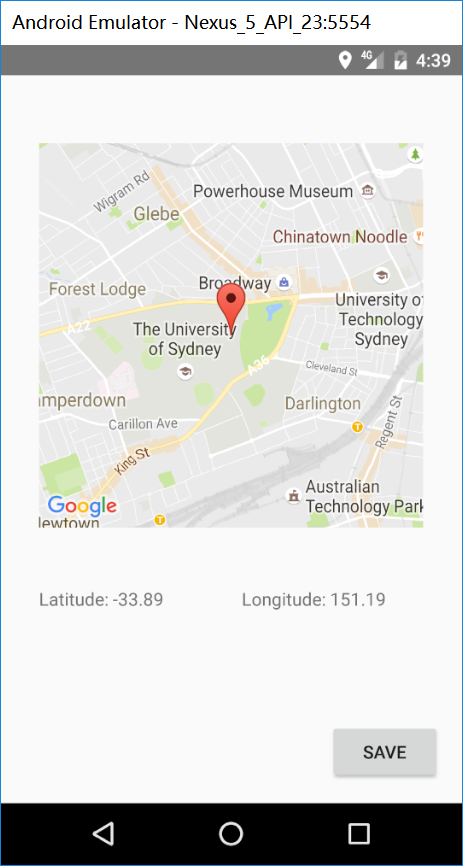 Android Emulator - Nexus_5_API_23:5554
4G 4:39
Wigram Rd
Powerhouse Museum
Glebe
Chinatown Noodle
Broadway
Forest Lodge
University of
Technology
Sydney
A22
The University
of Sydney
A36
Cleveland St
amperdown
Darlington
Carillon Ave
Regent St
King St
T
Australian
Technology Park
Google
lewtown
T
Latitude: -33.89 Longitude: 151.19
SAVE